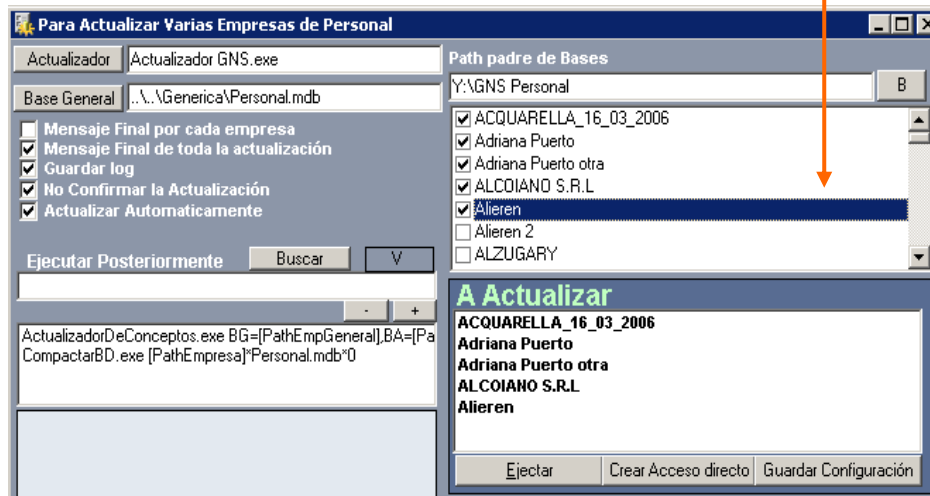 Para Actualizar Varias Empresas de Personal
Actualizador
Actualizador GNS.exe
Base General
..\..\Generica\Personal.mdb
Mensaje Final por cada empresa
Mensaje Final de toda la actualización
Guardar log
No Confirmar la Actualización
Actualizar Automaticamente
Ejecutar Posteriormente
Buscar
V
-
+
ActualizadorDeConceptos.exe BG=[PathEmpGeneral],BA=[Pa
CompactarBD.exe [PathEmpresa]*Personal.mdb*0
Path padre de Bases
Y:\GNS Personal
B
ACQUARELLA_16_03_2006
Adriana Puerto
Adriana Puerto otra
ALCOIANO S.R.L
Alieren
Alieren 2
ALZUGARY
A Actualizar
ACQUARELLA_16_03_2006
Adriana Puerto
Adriana Puerto otra
ALCOIANO S.R.L
Alieren
Ejectar
Crear Acceso directo
Guardar Configuración